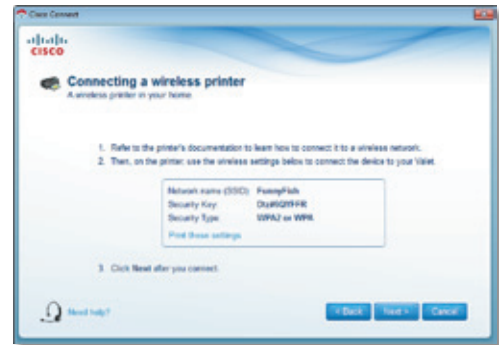 Cisco Connect
CISCO
Connecting a wireless printer
A wireless printer in your home.
1. Refer to the printer's documentation to learn how to connect it to a wireless network.
2. Then, on the printer, use the wireless settings below to connect the device to your Valet.
Network name (SSID): FunnyFish
Security Key:
Security Type: WPA2 or WPA
Print these settings
3. Click Next after you connect.
Need help?
< Back Next > Cancel